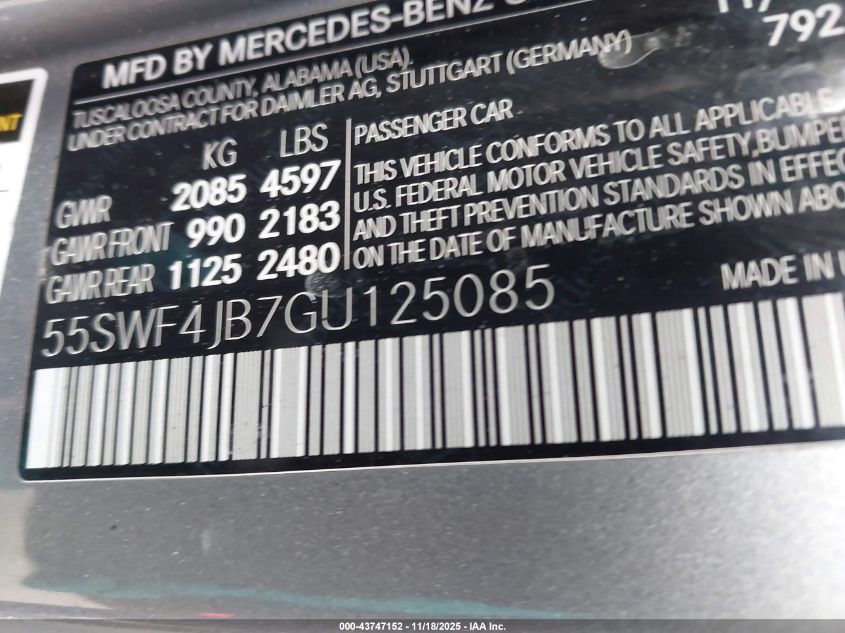 MFD BY MERCEDES-BENZ
792
TUSCALOOSA COUNTY, ALABAMA (USA)
UNDER CONTRACT FOR DAIMLER AG, STUTTGART (GERMANY)
KG LBS
GVWR 2085 4597
GAWR FRONT 990 2183
GAWR REAR 1125 2480
PASSENGER CAR
THIS VEHICLE CONFORMS TO ALL APPLICABLE
U.S. FEDERAL MOTOR VEHICLE SAFETY, BUMPER
AND THEFT PREVENTION STANDARDS IN EFFECT
ON THE DATE OF MANUFACTURE SHOWN ABO
MADE IN
55SWF4JB7GU125085
000-43747152 | 11/18/2025 - IAA Inc.